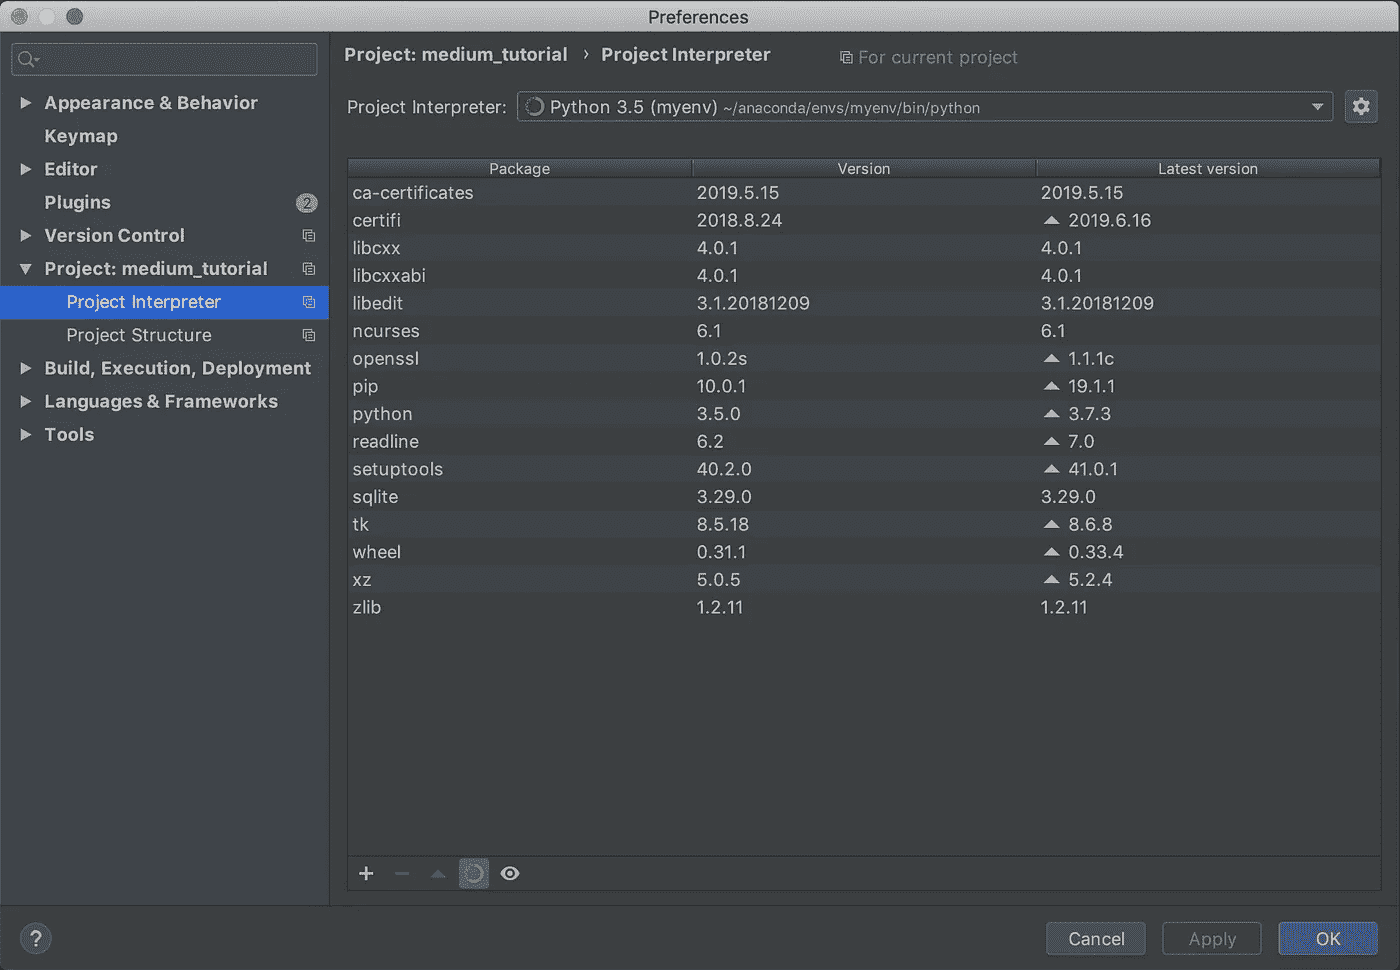 Preferences
Appearance & Behavior
Keymap
Editor
Plugins 2
Version Control
Project: medium_tutorial
Project Interpreter
Project Structure
Build, Execution, Deployment
Languages & Frameworks
Tools
Project: medium_tutorial › Project Interpreter For current project
Project Interpreter: Python 3.5 (myenv) ~/anaconda/envs/myenv/bin/python
Package Version Latest version
ca-certificates 2019.5.15 2019.5.15
certifi 2018.8.24 2019.6.16
libcxx 4.0.1 4.0.1
libcxxabi 4.0.1 4.0.1
libedit 3.1.20181209 3.1.20181209
ncurses 6.1 6.1
openssl 1.0.2s 1.1.1c
pip 10.0.1 19.1.1
python 3.5.0 3.7.3
readline 6.2 7.0
setuptools 40.2.0 41.0.1
sqlite 3.29.0 3.29.0
tk 8.5.18 8.6.8
wheel 0.31.1 0.33.4
xz 5.0.5 5.2.4
zlib 1.2.11 1.2.11
? Cancel Apply OK